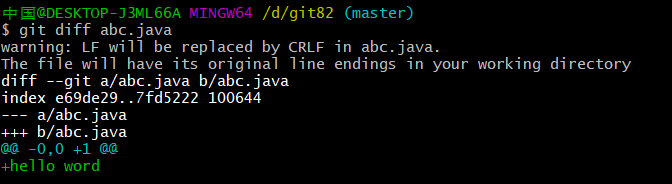 中国@DESKTOP-J3ML66A MINGW64 /d/git82 (master)
$ git diff abc.java
warning: LF will be replaced by CRLF in abc.java.
The file will have its original line endings in your working directory
diff --git a/abc.java b/abc.java
index e69de29..7fd5222 100644
--- a/abc.java
+++ b/abc.java
@@ -0,0 +1 @@
+hello word